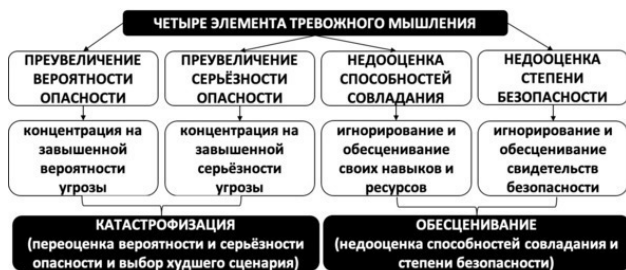 ЧЕТЫРЕ ЭЛЕМЕНТА ТРЕВОЖНОГО МЫШЛЕНИЯ
ПРЕУВЕЛИЧЕНИЕ
ВЕРОЯТНОСТИ
ОПАСНОСТИ
ПРЕУВЕЛИЧЕНИЕ
СЕРЬЁЗНОСТИ
ОПАСНОСТИ
НЕДООЦЕНКА
СПОСОБНОСТЕЙ
СОВЛАДАНИЯ
НЕДООЦЕНКА
СТЕПЕНИ
БЕЗОПАСНОСТИ
концентрация на
завышенной
вероятности
угрозы
концентрация на
завышенной
серьёзности
угрозы
игнорирование и
обесценивание
своих навыков и
ресурсов
игнорирование и
обесценивание
свидетельств
безопасности
КАТАСТРОФИЗАЦИЯ
(переоценка вероятности и серьёзности
опасности и выбор худшего сценария)
ОБЕСЦЕНИВАНИЕ
(недооценка способностей совладания и
степени безопасности)